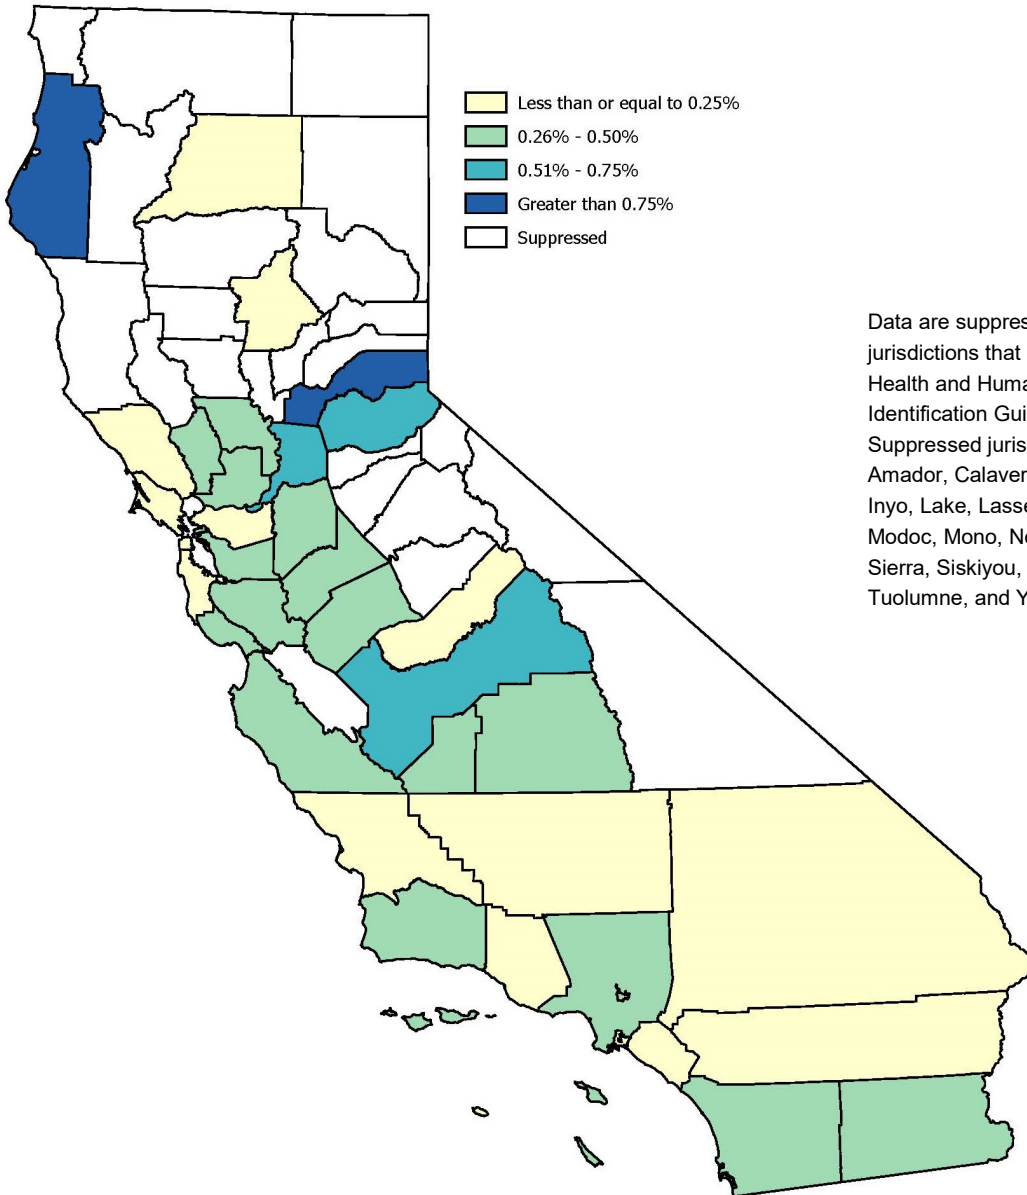 Less than or equal to 0.25%
0.26% - 0.50%
0.51% - 0.75%
Greater than 0.75%
Suppressed
Data are suppres
jurisdictions that
Health and Huma
Identification Gui
Suppressed juris
Amador, Calaver
Inyo, Lake, Lasse
Modoc, Mono, Ne
Sierra, Siskiyou,
Tuolumne, and Y